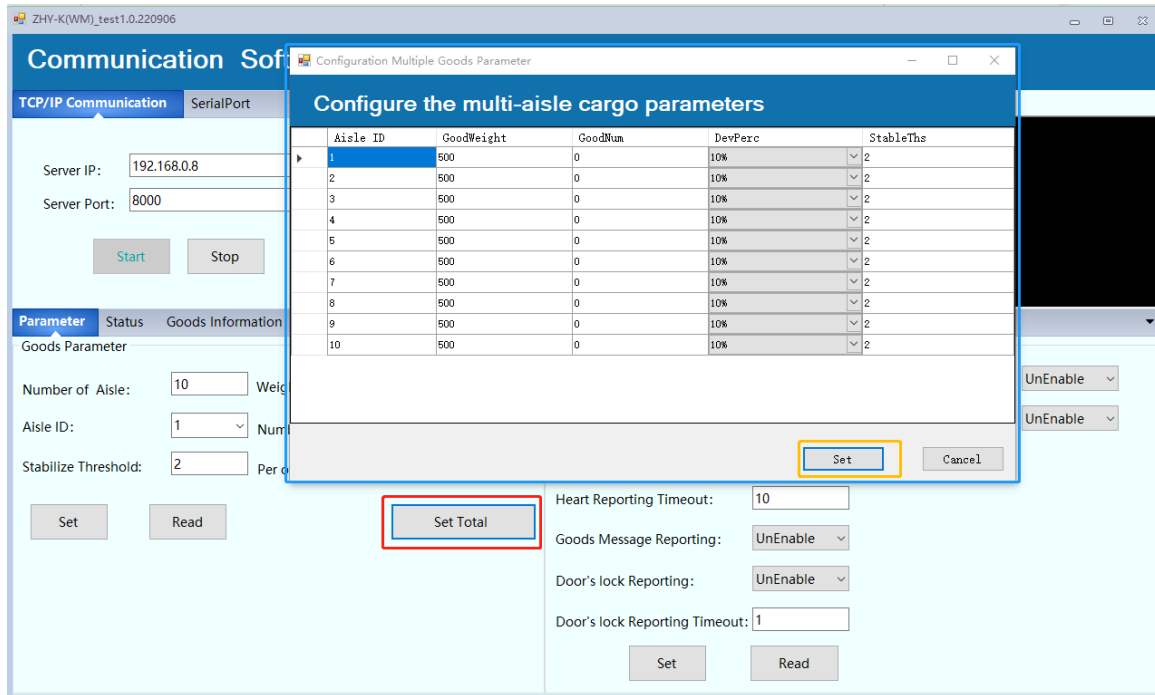 ZHY-K(WM)_test1.0.220906
Communication Soft
Configuration Multiple Goods Parameter
TCP/IP Communication SerialPort
Configure the multi-aisle cargo parameters
Aisle ID GoodWeight GoodNum DevPerc StableThs
1 500 0 10% 2
2 500 0 10% 2
3 500 0 10% 2
4 500 0 10% 2
5 500 0 10% 2
6 500 0 10% 2
7 500 0 10% 2
8 500 0 10% 2
9 500 0 10% 2
10 500 0 10% 2
Set Cancel
Server IP: 192.168.0.8
Server Port: 8000
Start Stop
Parameter Status Goods Information
Goods Parameter
Number of Aisle: 10 Weig
UnEnable
Aisle ID: 1 Num
UnEnable
Stabilize Threshold: 2 Per
Set Read Set Total
Heart Reporting Timeout: 10
Goods Message Reporting: UnEnable
Door's lock Reporting: UnEnable
Door's lock Reporting Timeout: 1
Set Read